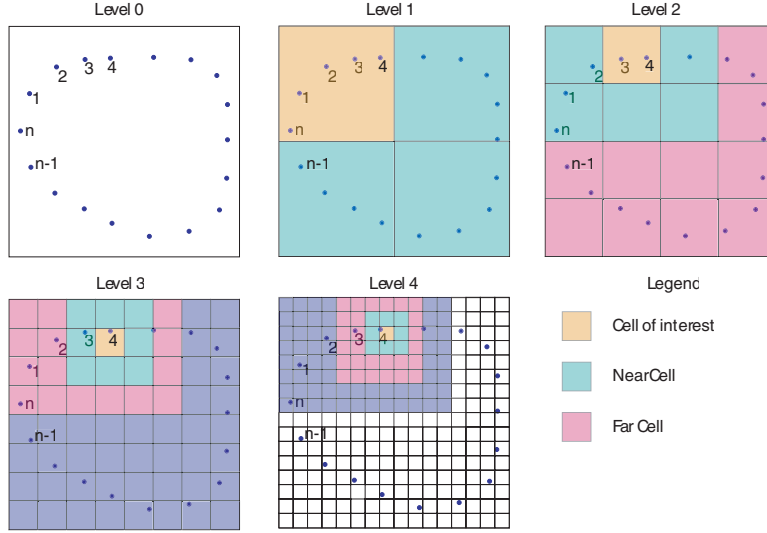 Level 0
Level 1
Level 2
2 3 4
1
n
n-1
2 3 4
1
n
n-1
2 3 4
1
n
n-1
Level 3
Level 4
Legend
2 3 4
1
n
n-1
2 3 4
1
n
n-1
Cell of interest
NearCell
Far Cell